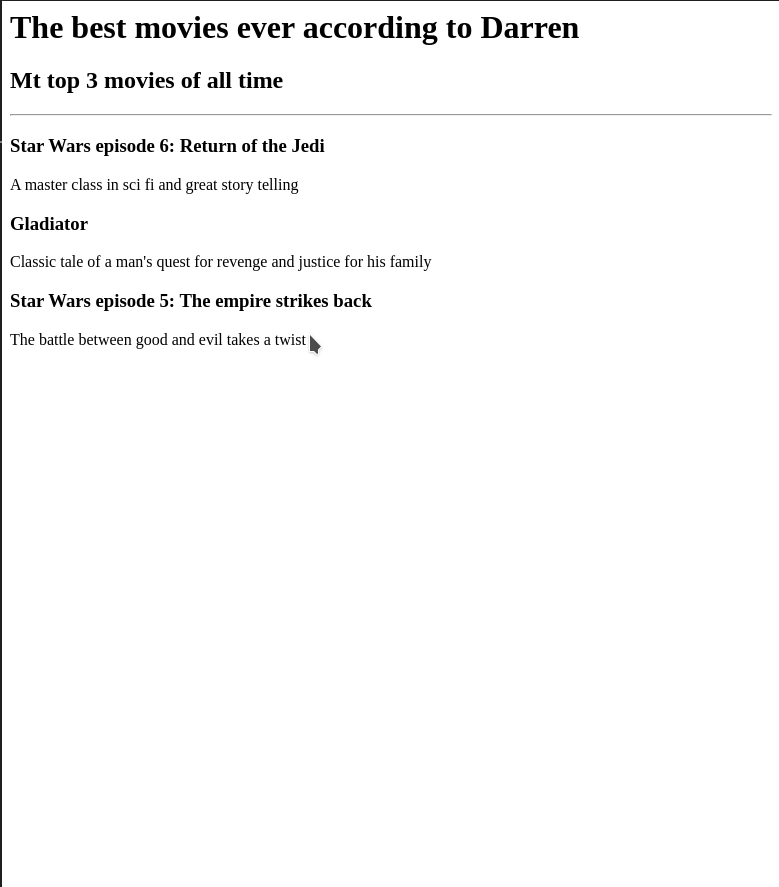 The best movies ever according to Darren
Mt top 3 movies of all time
Star Wars episode 6: Return of the Jedi
A master class in sci fi and great story telling
Gladiator
Classic tale of a man's quest for revenge and justice for his family
Star Wars episode 5: The empire strikes back
The battle between good and evil takes a twist